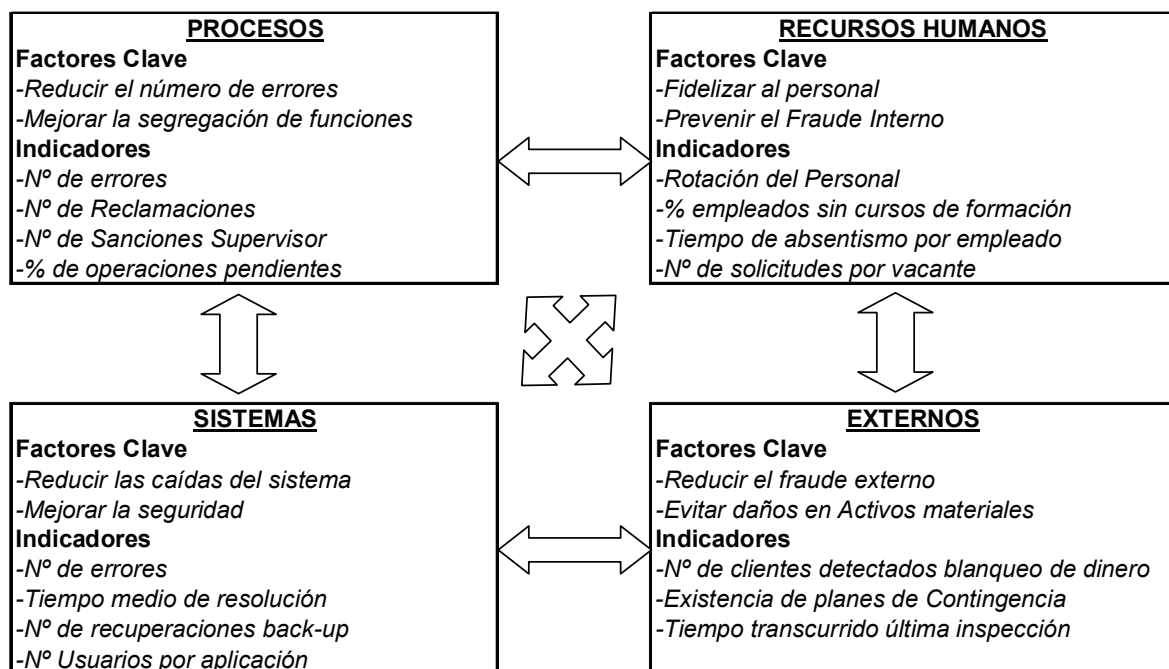 PROCESOS
Factores Clave
-Reducir el número de errores
-Mejorar la segregación de funciones
Indicadores
-Nº de errores
-Nº de Reclamaciones
-Nº de Sanciones Supervisor
-% de operaciones pendientes
RECURSOS HUMANOS
Factores Clave
-Fidelizar al personal
-Prevenir el Fraude Interno
Indicadores
-Rotación del Personal
-% empleados sin cursos de formación
-Tiempo de absentismo por empleado
-Nº de solicitudes por vacante
SISTEMAS
Factores Clave
-Reducir las caídas del sistema
-Mejorar la seguridad
Indicadores
-Nº de errores
-Tiempo medio de resolución
-Nº de recuperaciones back-up
-Nº Usuarios por aplicación
EXTERNOS
Factores Clave
-Reducir el fraude externo
-Evitar daños en Activos materiales
Indicadores
-Nº de clientes detectados blanqueo de dinero
-Existencia de planes de Contingencia
-Tiempo transcurrido última inspección